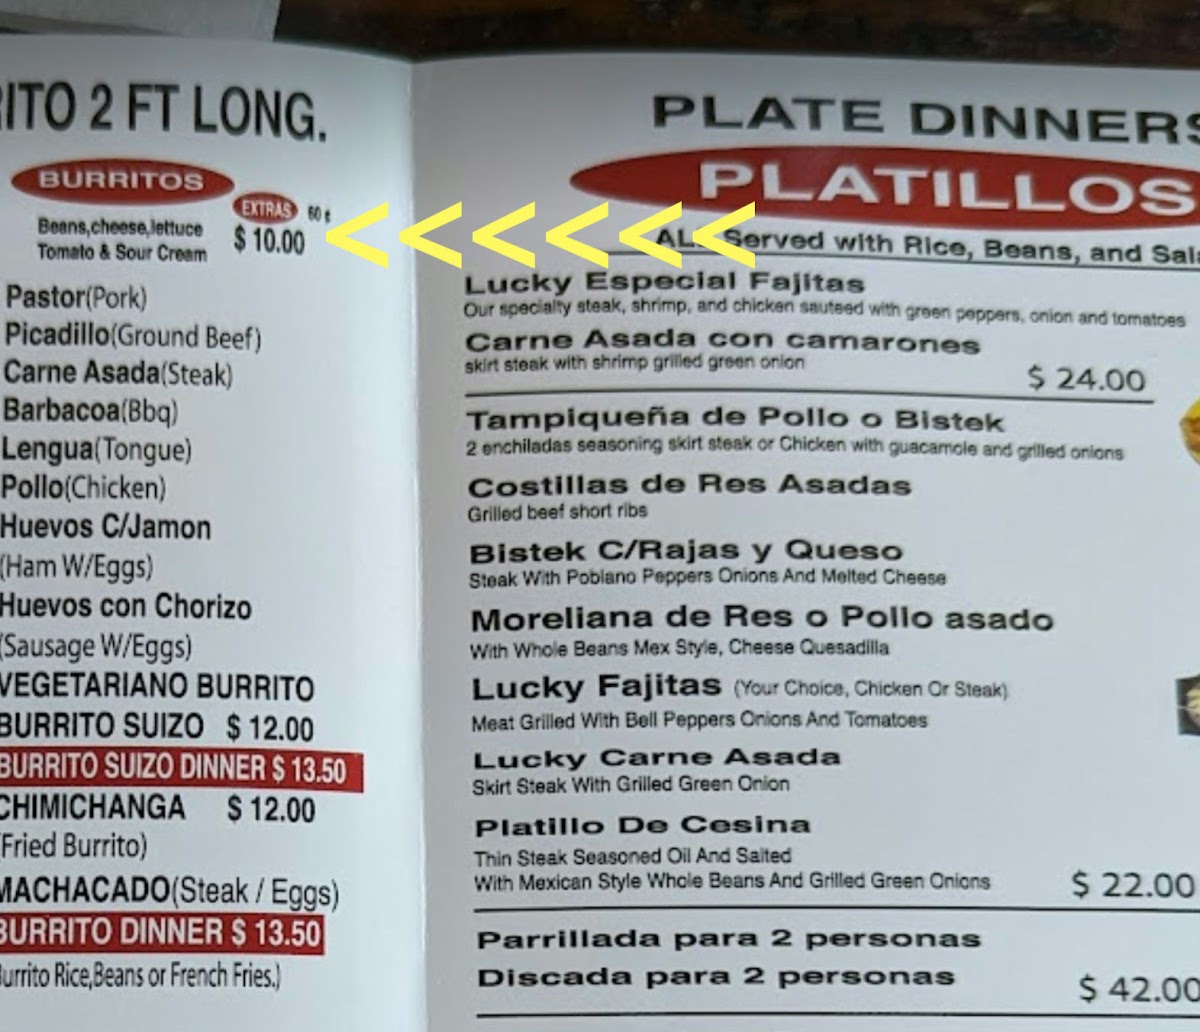 RITO 2 FT LONG.
BURRITOS
EXTRAS 60 ¢
Beans,cheese,lettuce
Tomato & Sour Cream
$ 10.00
Pastor(Pork)
Picadillo(Ground Beef)
Carne Asada(Steak)
Barbacoa(Bbq)
Lengua(Tongue)
Pollo(Chicken)
Huevos C/Jamon
(Ham W/Eggs)
Huevos con Chorizo
(Sausage W/Eggs)
VEGETARIANO BURRITO
BURRITO SUIZO $ 12.00
BURRITO SUIZO DINNER $ 13.50
CHIMICHANGA $ 12.00
(Fried Burrito)
MACHACADO(Steak / Eggs)
BURRITO DINNER $ 13.50
urrito Rice,Beans or French Fries.)
PLATE DINNERS
PLATILLOS
Served with Rice, Beans, and Sala
Lucky Especial Fajitas
Our specialty steak, shrimp, and chicken sauteed with green peppers, onion and tomatoes
Carne Asada con camarones
skirt steak with shrimp grilled green onion
$ 24.00
Tampiqueña de Pollo o Bistek
2 enchiladas seasoning skirt steak or Chicken with guacamole and grilled onions
Costillas de Res Asadas
Grilled beef short ribs
Bistek C/Rajas y Queso
Steak With Poblano Peppers Onions And Melted Cheese
Moreliana de Res o Pollo asado
With Whole Beans Mex Style, Cheese Quesadilla
Lucky Fajitas (Your Choice, Chicken Or Steak)
Meat Grilled With Bell Peppers Onions And Tomatoes
Lucky Carne Asada
Skirt Steak With Grilled Green Onion
Platillo De Cesina
Thin Steak Seasoned Oil And Salted
With Mexican Style Whole Beans And Grilled Green Onions
$ 22.00
Parrillada para 2 personas
Discada para 2 personas
$ 42.00